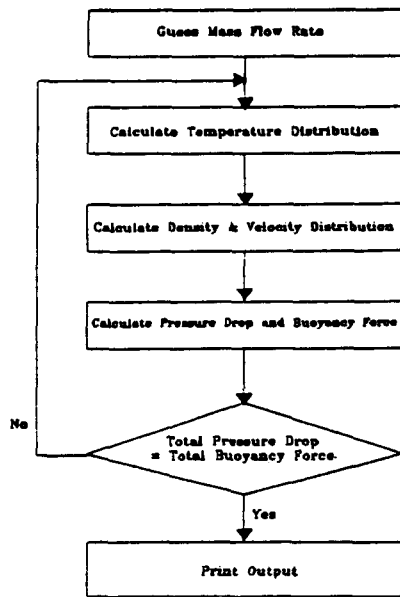 Guess Mass Flow Rate
Calculate Temperature Distribution
Calculate Density & Velocity Distribution
Calculate Pressure Drop and Buoyancy Force
Total Pressure Drop
= Total Buoyancy Force.
No
Yes
Print Output